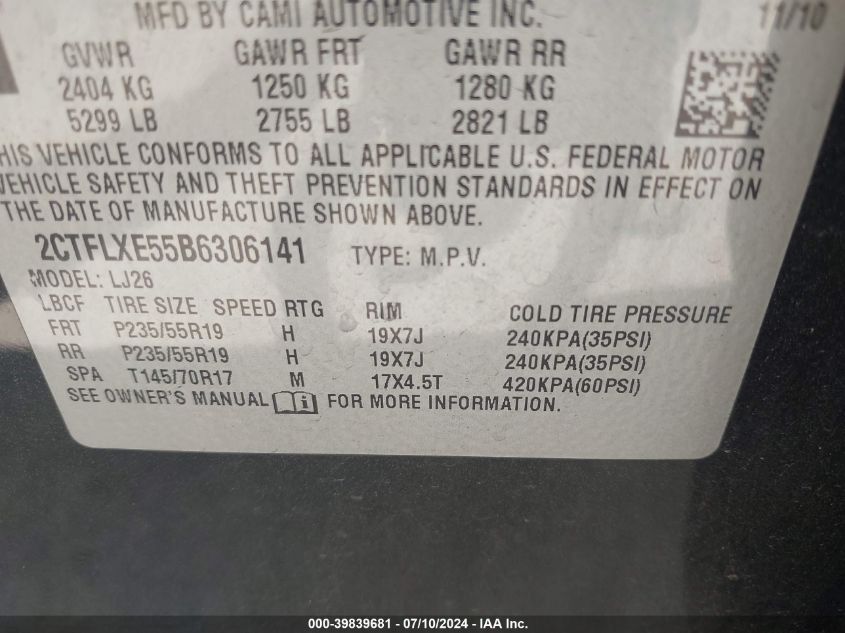 MFD BY CAMI AUTOMOTIVE INC. 11/10
GVWR GAWR FRT GAWR RR
2404 KG 1250 KG 1280 KG
5299 LB 2755 LB 2821 LB
HIS VEHICLE CONFORMS TO ALL APPLICABLE U.S. FEDERAL MOTOR
VEHICLE SAFETY AND THEFT PREVENTION STANDARDS IN EFFECT ON
THE DATE OF MANUFACTURE SHOWN ABOVE.
2CTFLXE55B6306141 TYPE: M.P.V.
MODEL: LJ26
LBCF TIRE SIZE SPEED RTG RIM COLD TIRE PRESSURE
FRT P235/55R19 H 19X7J 240KPA(35PSI)
RR P235/55R19 H 19X7J 240KPA(35PSI)
SPA T145/70R17 M 17X4.5T 420KPA(60PSI)
SEE OWNER'S MANUAL i FOR MORE INFORMATION.
000-39839681 - 07/10/2024 - IAA Inc.